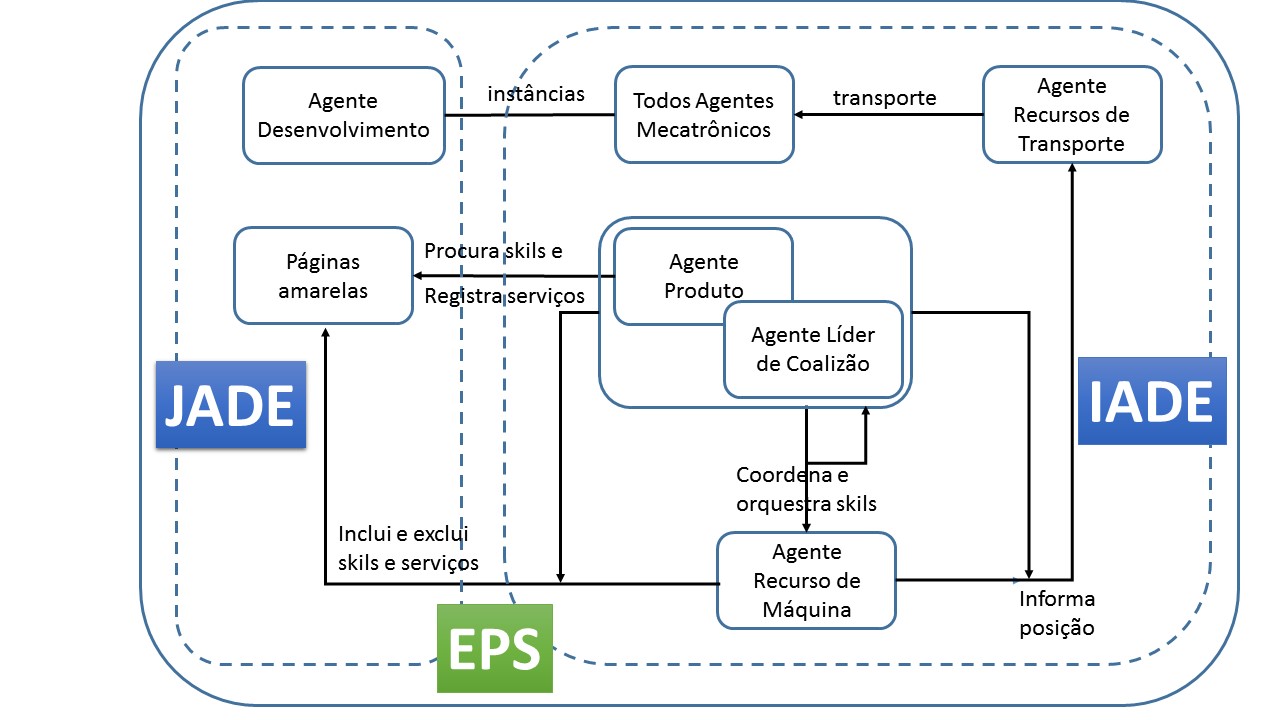 Agente
Desenvolvimento
instâncias
Todos Agentes
Mecatrônicos
transporte
Agente
Recursos de
Transporte
Páginas
amarelas
Procura skils e
Registra serviços
Agente
Produto
Agente Líder
de Coalizão
JADE
IADE
Coordena e
orquestra skils
Inclui e exclui
skils e serviços
Agente
Recurso de
Máquina
Informa
posição
EPS